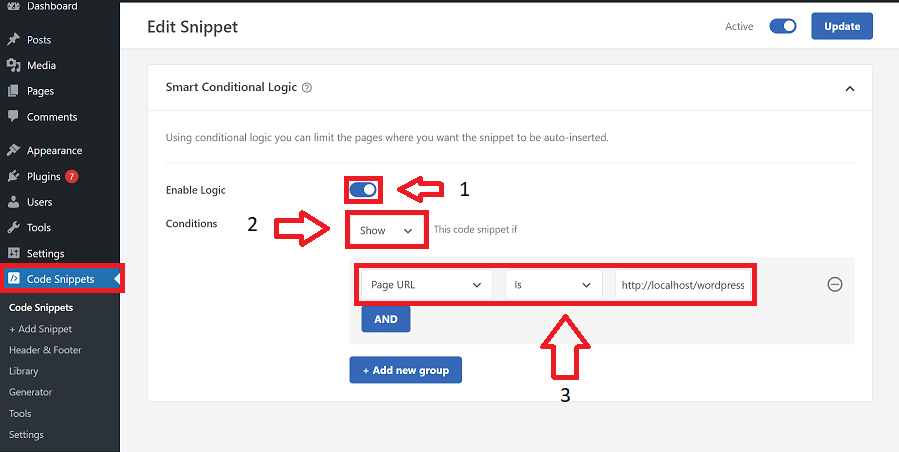 Dashboard
Posts
Media
Pages
Comments
Appearance
Plugins 7
Users
Tools
Settings
Code Snippets
Code Snippets
+ Add Snippet
Header & Footer
Library
Generator
Tools
Settings
Edit Snippet
Active
Update
Smart Conditional Logic ?
Using conditional logic you can limit the pages where you want the snippet to be auto-inserted.
Enable Logic
1
Conditions
2
Show
This code snippet if
Page URL
Is
http://localhost/wordpress
AND
+ Add new group
3